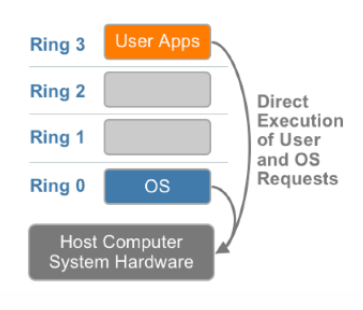 Ring 3
User Apps
Ring 2
Ring 1
Ring 0
OS
Direct
Execution
of User
and OS
Requests
Host Computer
System Hardware